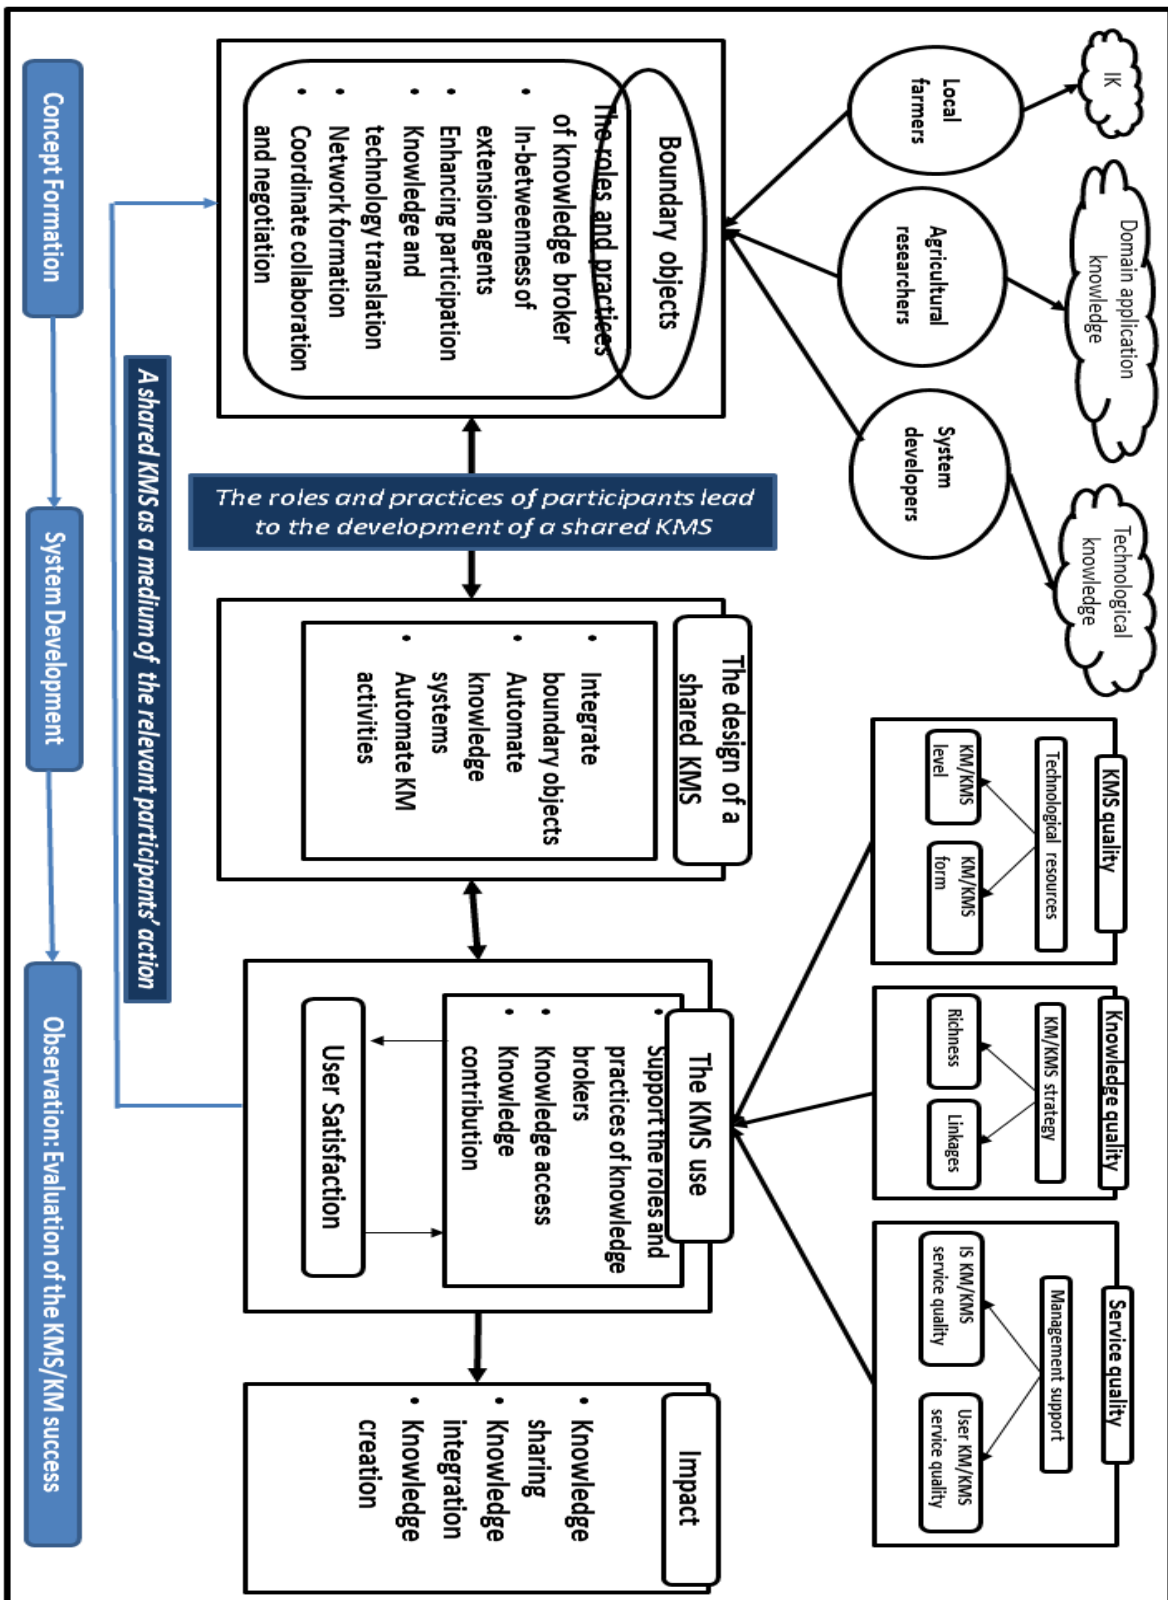 IK
Domain application
knowledge
Technological
knowledge
Local
farmers
Agricultural
researchers
System
developers
KMS quality
Technological resources
KM/KMS
level
KM/KMS
form
Knowledge quality
KM/KMS strategy
Richness
Linkages
Service quality
Management support
IS KM/KMS
service quality
User KM/KMS
service quality
Boundary objects
The roles and practices
of knowledge broker
• In-betweenness of
extension agents
• Enhancing participation
• Knowledge and
technology translation
• Network formation
• Coordinate collaboration
and negotiation
The roles and practices of participants lead
to the development of a shared KMS
The design of a
shared KMS
• Integrate
boundary objects
• Automate
knowledge
systems
• Automate KM
activities
The KMS use
• Support the roles and
practices of knowledge
brokers
• Knowledge access
• Knowledge
contribution
User Satisfaction
Impact
• Knowledge
sharing
• Knowledge
integration
• Knowledge
creation
A shared KMS as a medium of the relevant participants' action
Concept Formation
System Development
Observation: Evaluation of the KMS/KM success